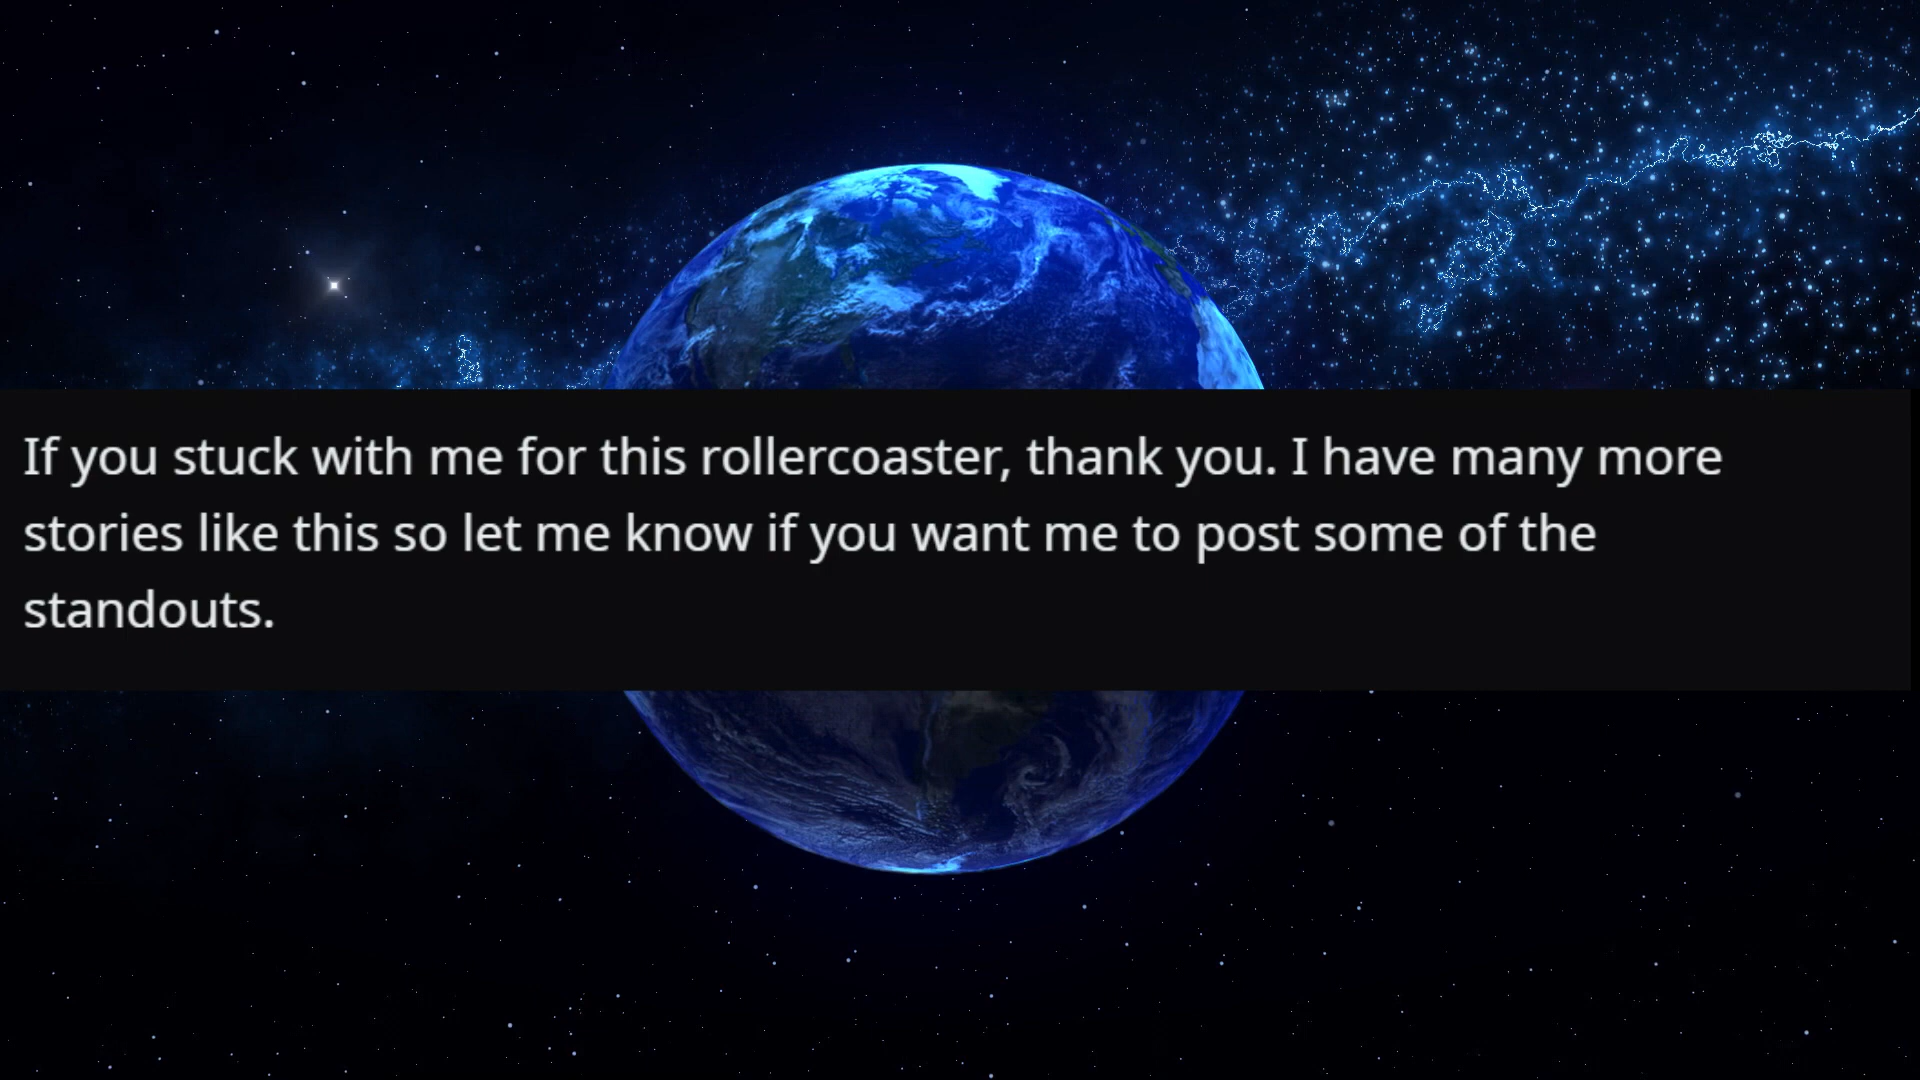 If you stuck with me for this rollercoaster, thank you. I have many more
stories like this so let me know if you want me to post some of the
standouts.